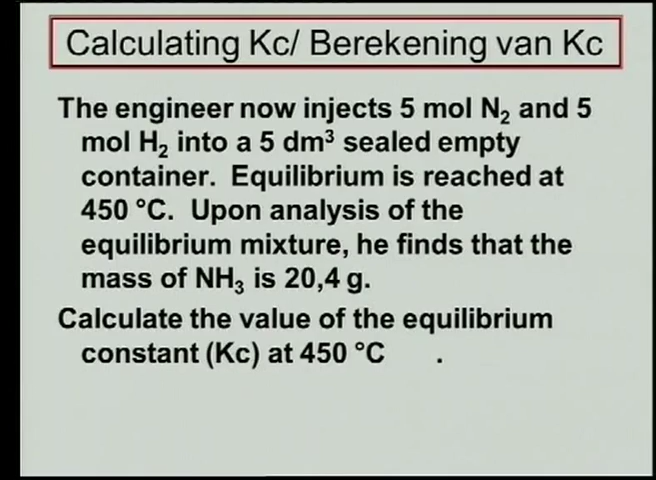 Calculating Kc/ Berekening van Kc
The engineer now injects 5 mol N₂ and 5
mol H₂ into a 5 dm³ sealed empty
container. Equilibrium is reached at
450 °C. Upon analysis of the
equilibrium mixture, he finds that the
mass of NH₃ is 20,4 g.
Calculate the value of the equilibrium
constant (Kc) at 450 °C .